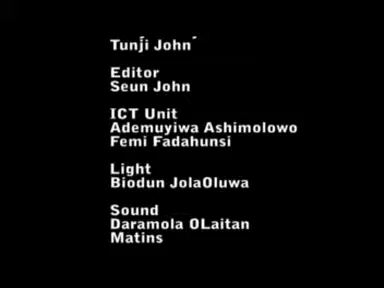 Tunji John
Editor
Seun John
ICT Unit
Ademuyiwa Ashimolowo
Femi Fadahunsi
Light
Biodun JolaOluwa
Sound
Daramola OLaitan
Matins